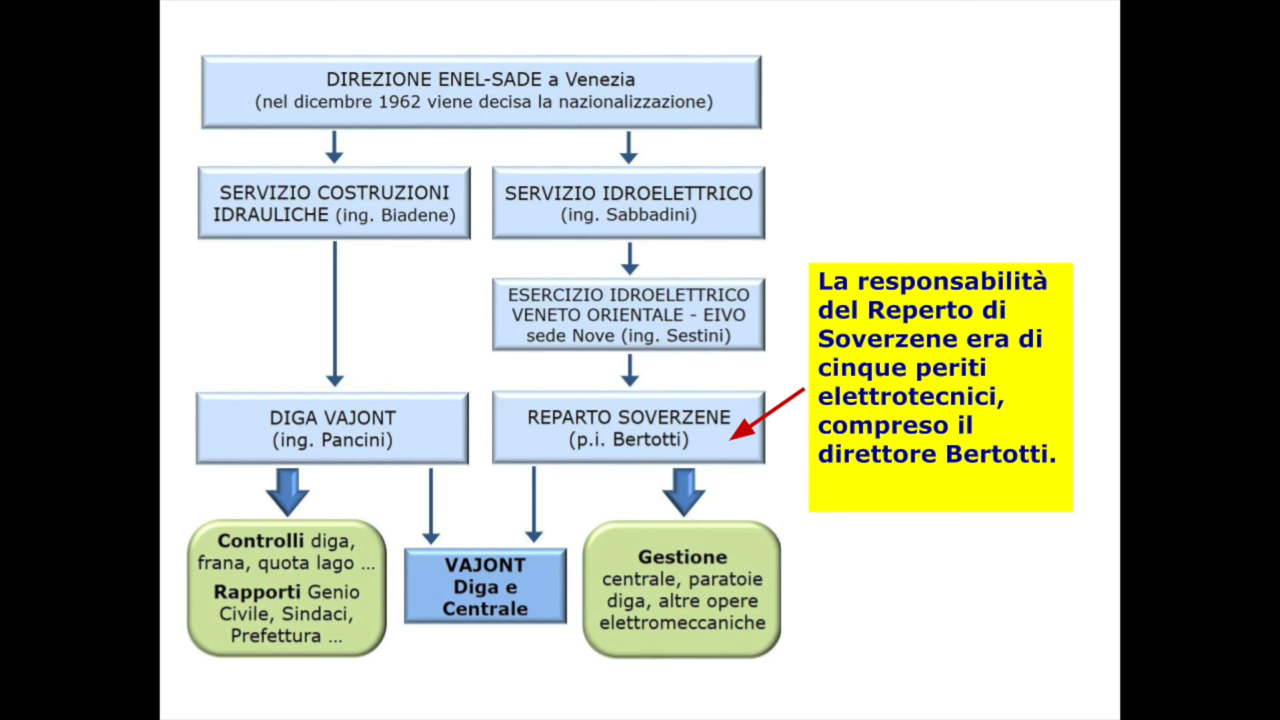 DIREZIONE ENEL-SADE a Venezia
(nel dicembre 1962 viene decisa la nazionalizzazione)
SERVIZIO COSTRUZIONI
IDRAULICHE (ing. Biadene)
SERVIZIO IDROELETTRICO
(ing. Sabbadini)
ESERCIZIO IDROELETTRICO
VENETO ORIENTALE - EIVO
sede Nove (ing. Sestini)
DIGA VAJONT
(ing. Pancini)
REPARTO SOVERZENE
(p.i. Bertotti)
La responsabilità
del Reperto di
Soverzene era di
cinque periti
elettrotecnici,
compreso il
direttore Bertotti.
Controlli diga,
frana, quota lago ...
Rapporti Genio
Civile, Sindaci,
Prefettura ...
VAJONT
Diga e
Centrale
Gestione
centrale, paratoie
diga, altre opere
elettromeccaniche